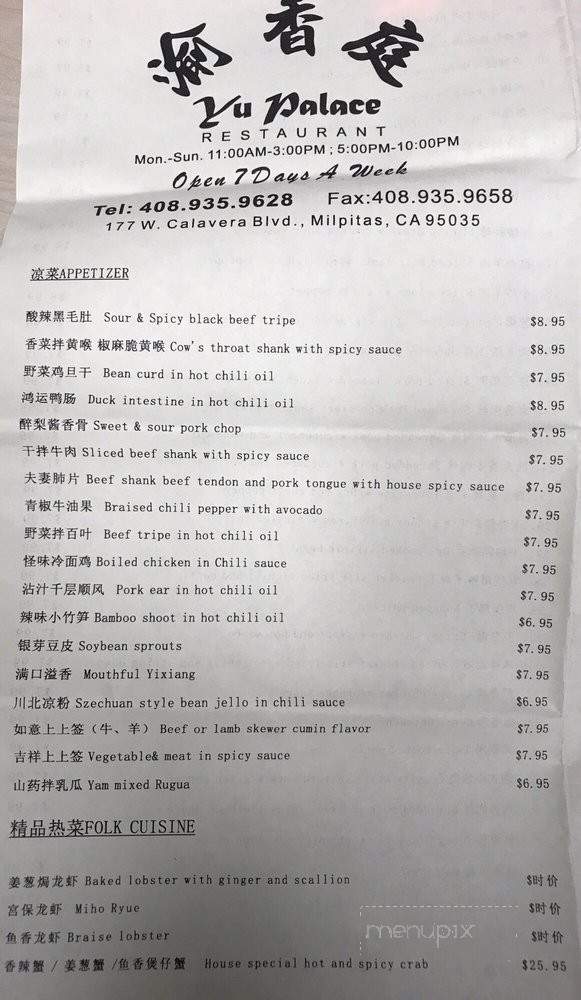 渝香庭
Yu Palace
RESTAURANT
Mon.-Sun. 11:00AM-3:00PM ; 5:00PM-10:00PM
Open 7 Days A Week
Tel: 408.935.9628 Fax:408.935.9658
177 W. Calavera Blvd., Milpitas, CA 95035
凉菜APPETIZER
酸辣黑毛肚 Sour & Spicy black beef tripe $8.95
香菜拌黄喉 椒麻脆黄喉 Cow's throat shank with spicy sauce $8.95
野菜鸡旦干 Bean curd in hot chili oil $7.95
鸿运鸭肠 Duck intestine in hot chili oil $8.95
醉梨酱香骨 Sweet & sour pork chop $7.95
干拌牛肉 Sliced beef shank with spicy sauce $7.95
夫妻肺片 Beef shank beef tendon and pork tongue with house spicy sauce $7.95
青椒牛油果 Braised chili pepper with avocado $7.95
野菜拌百叶 Beef tripe in hot chili oil $7.95
怪味冷面鸡 Boiled chicken in Chili sauce $7.95
沾汁千层顺风 Pork ear in hot chili oil $7.95
辣味小竹笋 Bamboo shoot in hot chili oil $6.95
银芽豆皮 Soybean sprouts $7.95
满口溢香 Mouthful Yixiang $7.95
川北凉粉 Szechuan style bean jello in chili sauce $6.95
如意上上签（牛、羊） Beef or lamb skewer cumin flavor $7.95
吉祥上上签 Vegetable& meat in spicy sauce $7.95
山药拌乳瓜 Yam mixed Rugua $6.95
精品热菜FOLK CUISINE
姜葱焗龙虾 Baked lobster with ginger and scallion $时价
宫保龙虾 Miho Ryue $时价
鱼香龙虾 Braise lobster $时价
香辣蟹 / 姜葱蟹 /鱼香煲仔蟹 House special hot and spicy crab $25.95
menupix